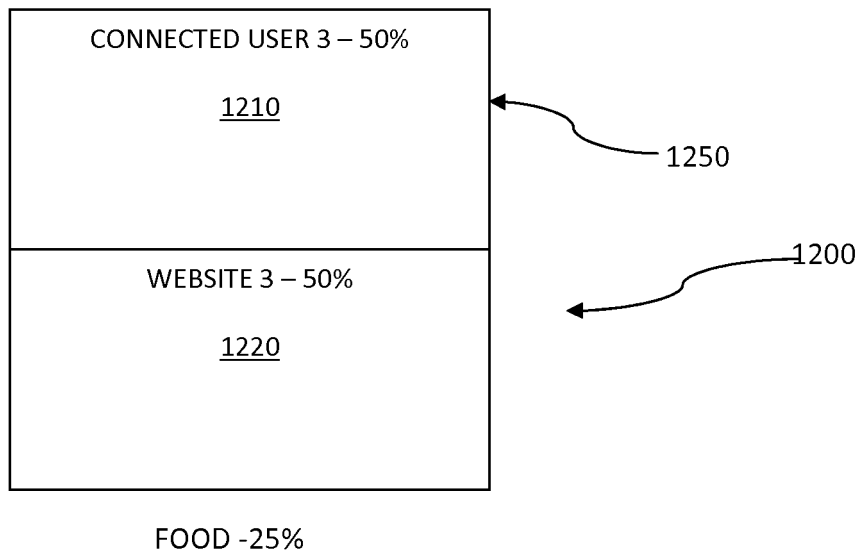 CONNECTED USER 3 – 50%
1210
1250
1200
WEBSITE 3 – 50%
1220
FOOD -25%